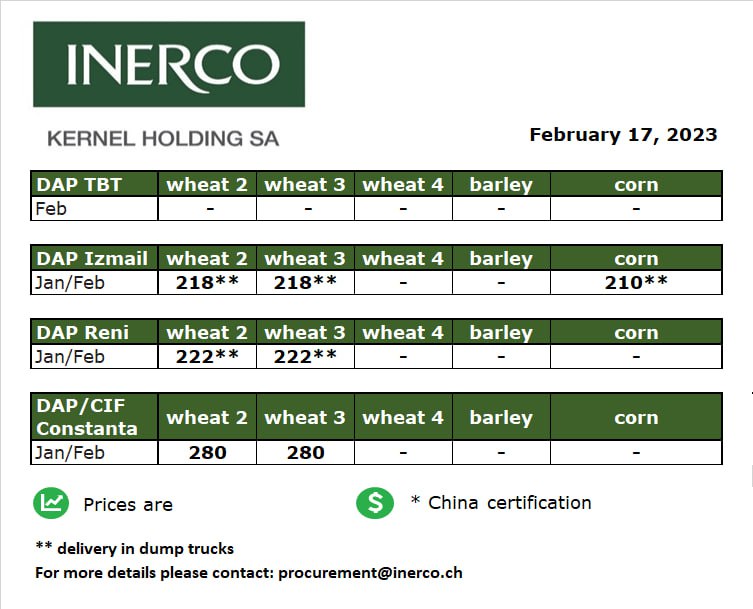 INERCO
KERNEL HOLDING SA
February 17, 2023
DAP TBT wheat 2 wheat 3 wheat 4 barley corn
Feb - - - - -
DAP Izmail wheat 2 wheat 3 wheat 4 barley corn
Jan/Feb 218** 218** - - 210**
DAP Reni wheat 2 wheat 3 wheat 4 barley corn
Jan/Feb 222** 222** - - -
DAP/CIF
Constanta wheat 2 wheat 3 wheat 4 barley corn
Jan/Feb 280 280 - - -
Prices are $ * China certification
** delivery in dump trucks
For more details please contact: procurement@inerco.ch